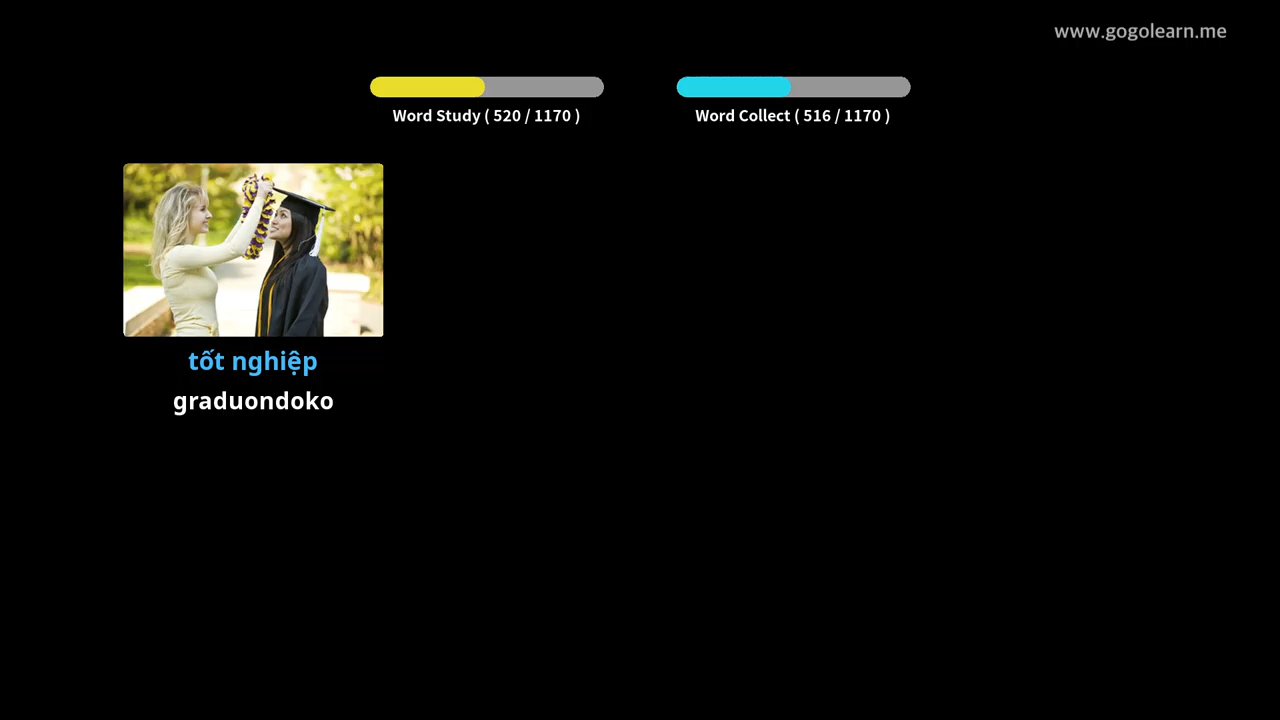 www.gogolearn.me
Word Study ( 520 / 1170 )
Word Collect ( 516 / 1170 )
tốt nghiệp
graduondoko